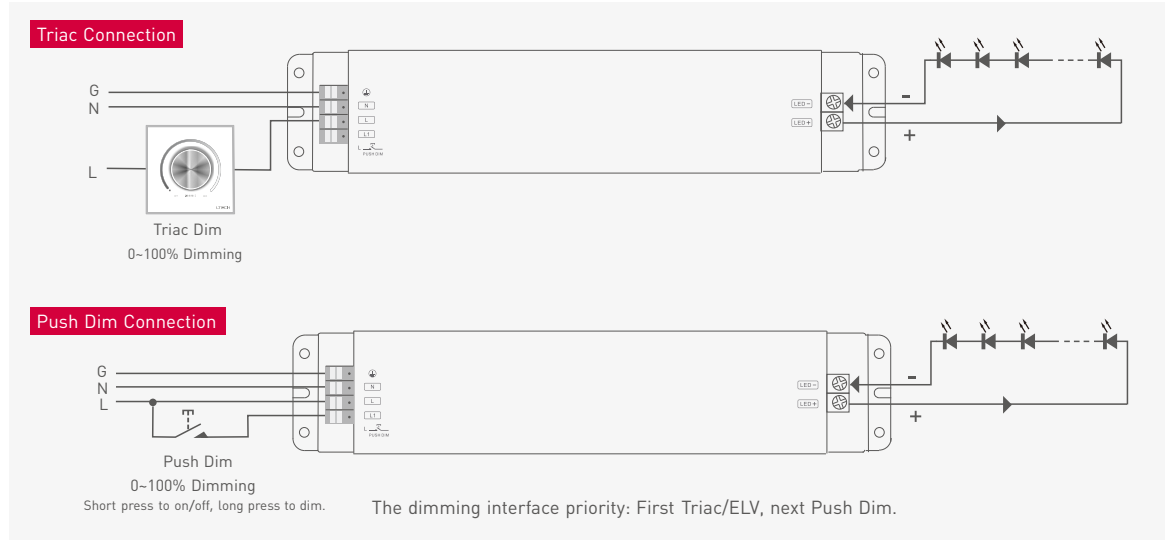 Triac Connection
G
N
L
N
L
L1
L
PUSH DIM
LED-
LED+
-
+
LTECH
Triac Dim
0~100% Dimming
Push Dim Connection
G
N
L
N
L
L1
L
PUSH DIM
LED-
LED+
-
+
Push Dim
0~100% Dimming
Short press to on/off, long press to dim.
The dimming interface priority: First Triac/ELV, next Push Dim.